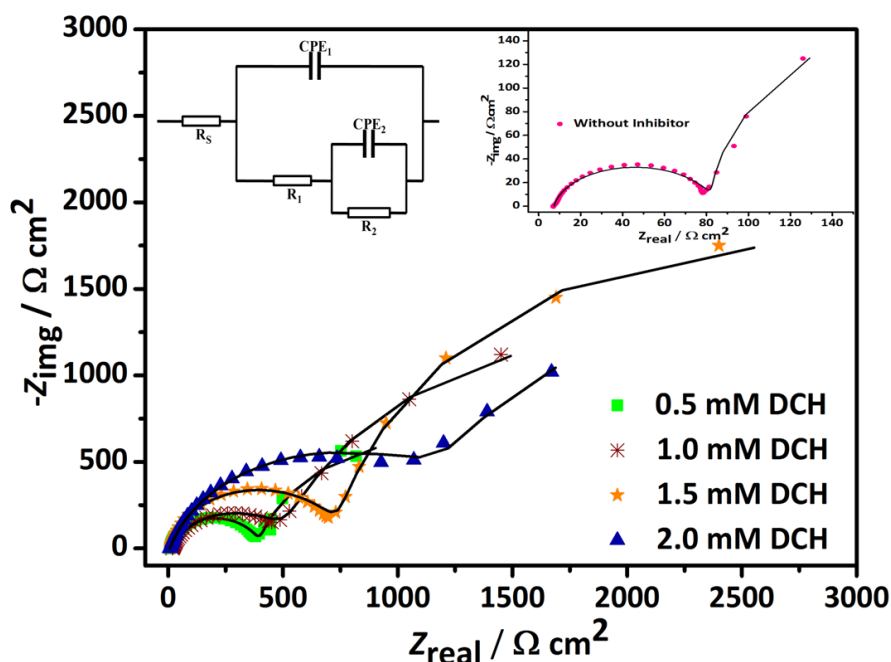 3000
2500
2000
1500
1000
500
0
-Zimg / Ω cm²
0
500
1000
1500
2000
2500
3000
Zreal / Ω cm²
CPE₁
Rₛ
CPE₂
R₁
R₂
140
120
100
80
60
40
20
0
-Zimg / Ωcm²
Without Inhibitor
0
20
40
60
80
100
120
140
Zreal / Ω cm²
0.5 mM DCH
1.0 mM DCH
1.5 mM DCH
2.0 mM DCH